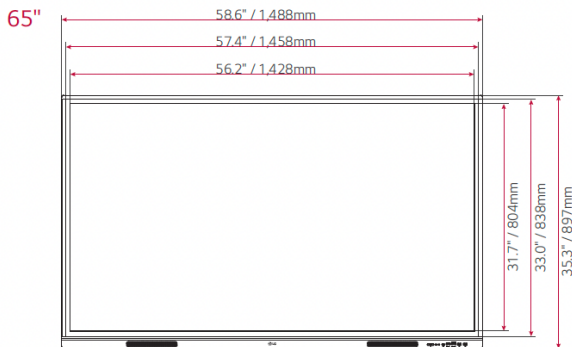 65"
58.6" / 1,488mm
57.4" / 1,458mm
56.2" / 1,428mm
31.7" / 804mm
33.0" / 838mm
35.3" / 897mm